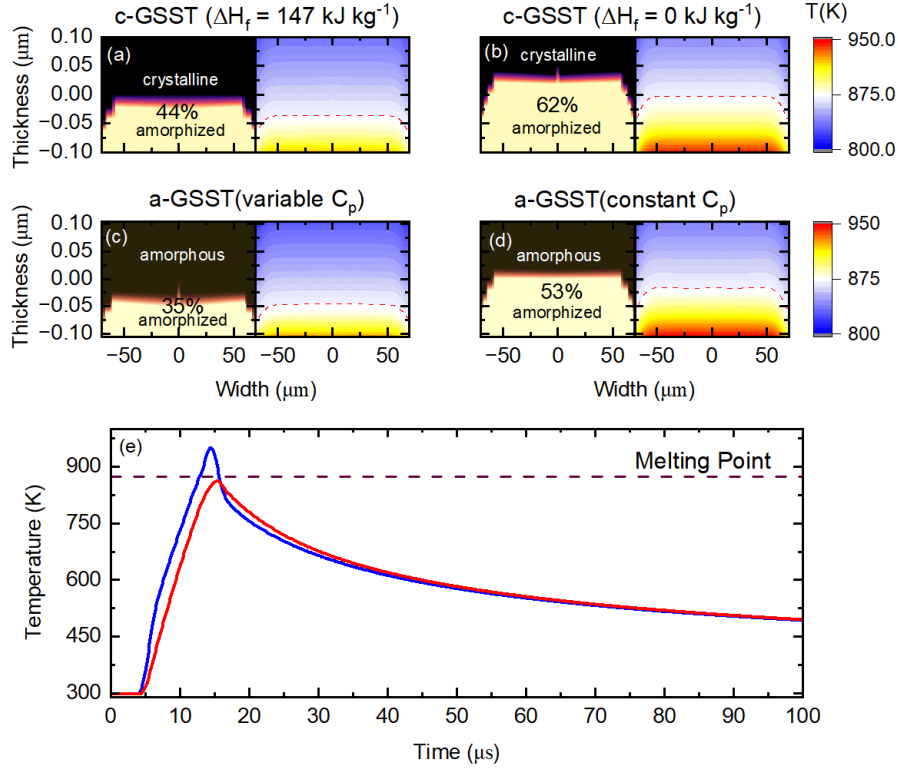 c-GSST (ΔH_f = 147 kJ kg⁻¹)
c-GSST (ΔH_f = 0 kJ kg⁻¹)
T(K)
Thickness (μm)
0.10
0.05
0.00
−0.05
−0.10
(a)
crystalline
44%
amorphized
(b)
crystalline
62%
amorphized
950.0
875.0
800.0
a-GSST(variable C_p)
a-GSST(constant C_p)
Thickness (μm)
0.10
0.05
0.00
−0.05
−0.10
(c)
amorphous
35%
amorphized
(d)
amorphous
53%
amorphized
950
875
800
−50 0 50 −50 0 50
−50 0 50 −50 0 50
Width (μm)
Width (μm)
(e)
Melting Point
Temperature (K)
900
750
600
450
300
0 10 20 30 40 50 60 70 80 90 100
Time (μs)